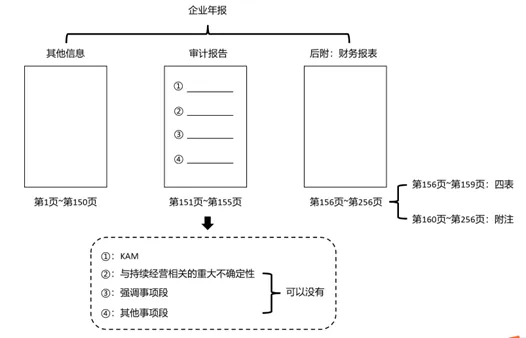 企业年报
其他信息
审计报告
后附：财务报表
①
②
③
④
第1页~第150页
第151页~第155页
第156页~第256页
第156页~第159页：四表
第160页~第256页：附注
①：KAM
②：与持续经营相关的重大不确定性
③：强调事项段
④：其他事项段
可以没有